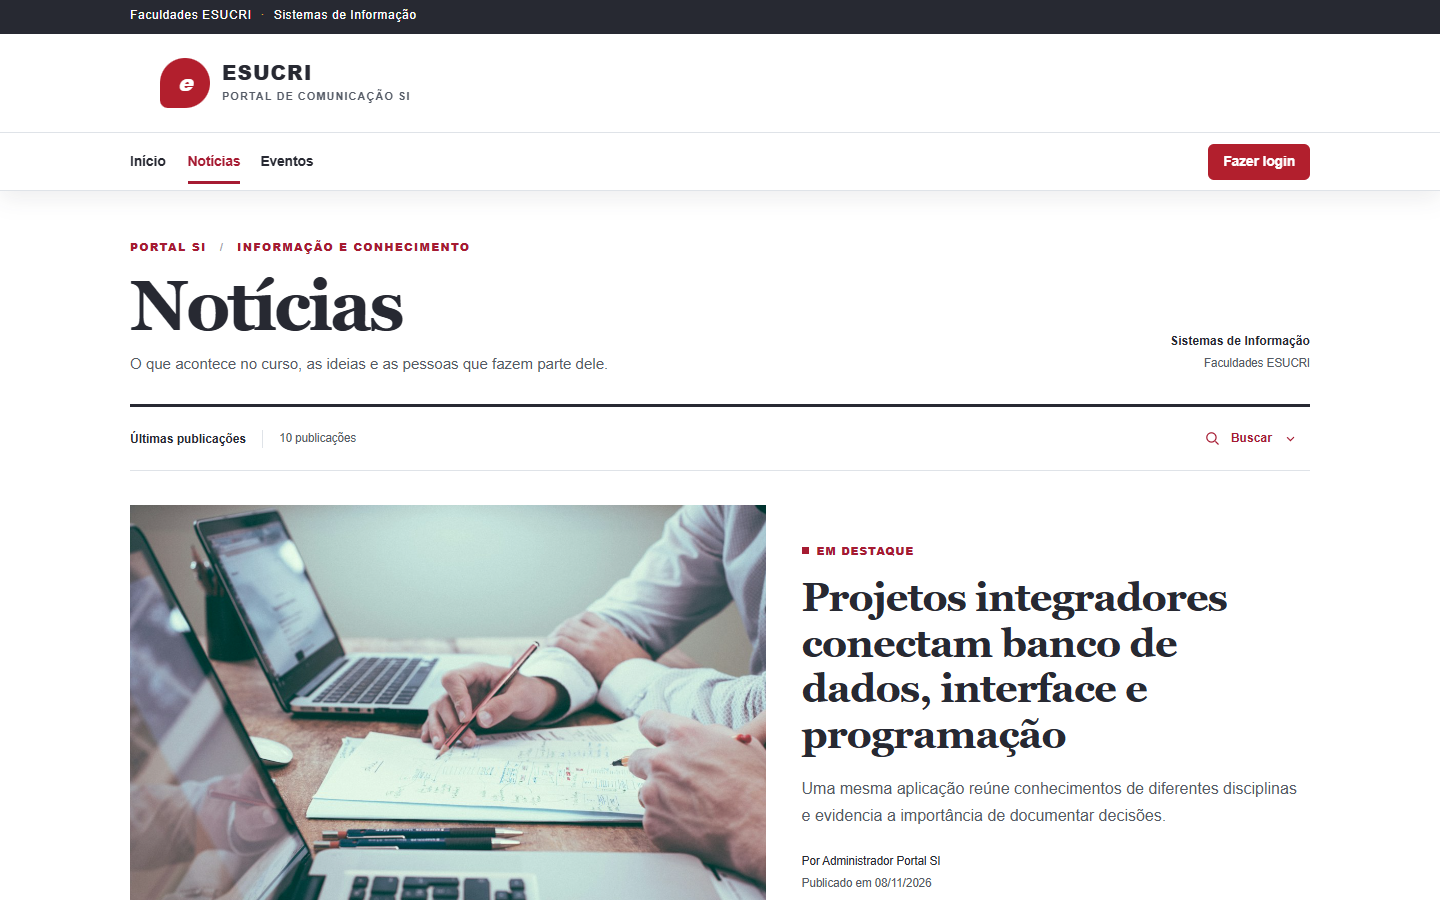 Faculdades ESUCRI · Sistemas de Informação
e
ESUCRI
PORTAL DE COMUNICAÇÃO SI
Início Notícias Eventos Fazer login
PORTAL SI / INFORMAÇÃO E CONHECIMENTO
Notícias
O que acontece no curso, as ideias e as pessoas que fazem parte dele.
Sistemas de Informação
Faculdades ESUCRI
Últimas publicações 10 publicações Buscar
EM DESTAQUE
Projetos integradores
conectam banco de
dados, interface e
programação
Uma mesma aplicação reúne conhecimentos de diferentes disciplinas
e evidencia a importância de documentar decisões.
Por Administrador Portal SI
Publicado em 08/11/2026